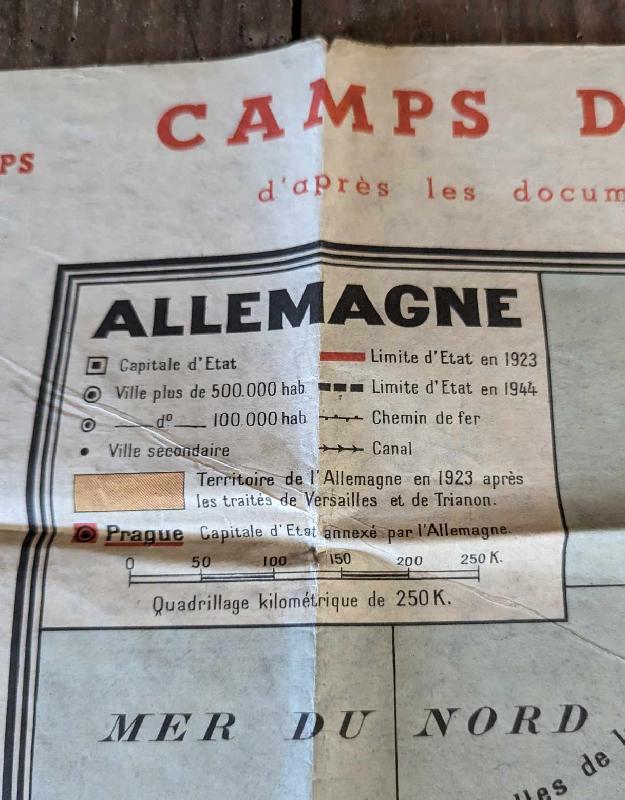 CAMPS D
PS
d'après les docum
ALLEMAGNE
Capitale d'Etat
Ville plus de 500.000 hab
d° 100.000 hab
Ville secondaire
Limite d'Etat en 1923
Limite d'Etat en 1944
Chemin de fer
Canal
Territoire de l'Allemagne en 1923 après
les traités de Versailles et de Trianon.
Prague Capitale d'Etat annexé par l'Allemagne.
0 50 100 150 200 250 K.
Quadrillage kilométrique de 250 K.
MER DU NORD
lles de l